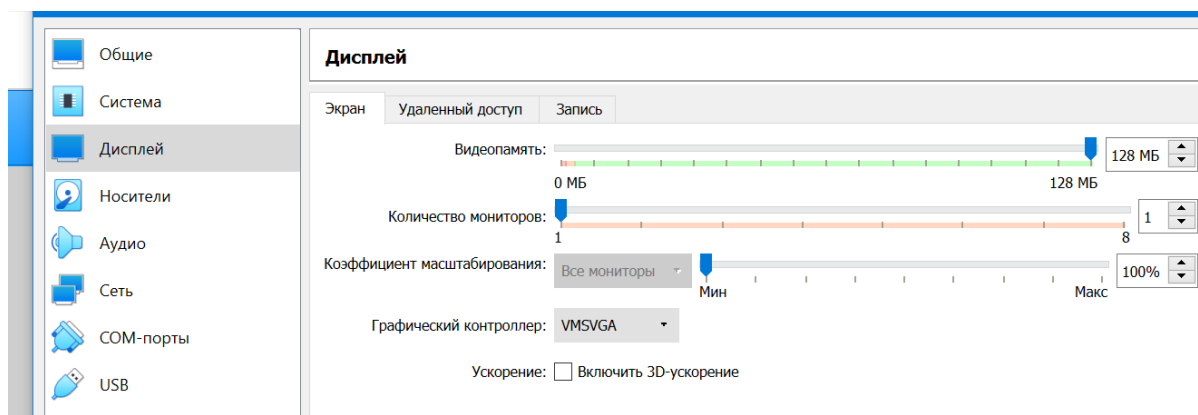 Общие
Система
Дисплей
Носители
Аудио
Сеть
COM-порты
USB
Дисплей
Экран Удаленный доступ Запись
Видеопамять: 128 МБ
0 МБ 128 МБ
Количество мониторов: 1
1 8
Коэффициент масштабирования: Все мониторы 100%
Мин Макс
Графический контроллер: VMSVGA
Ускорение: Включить 3D-ускорение